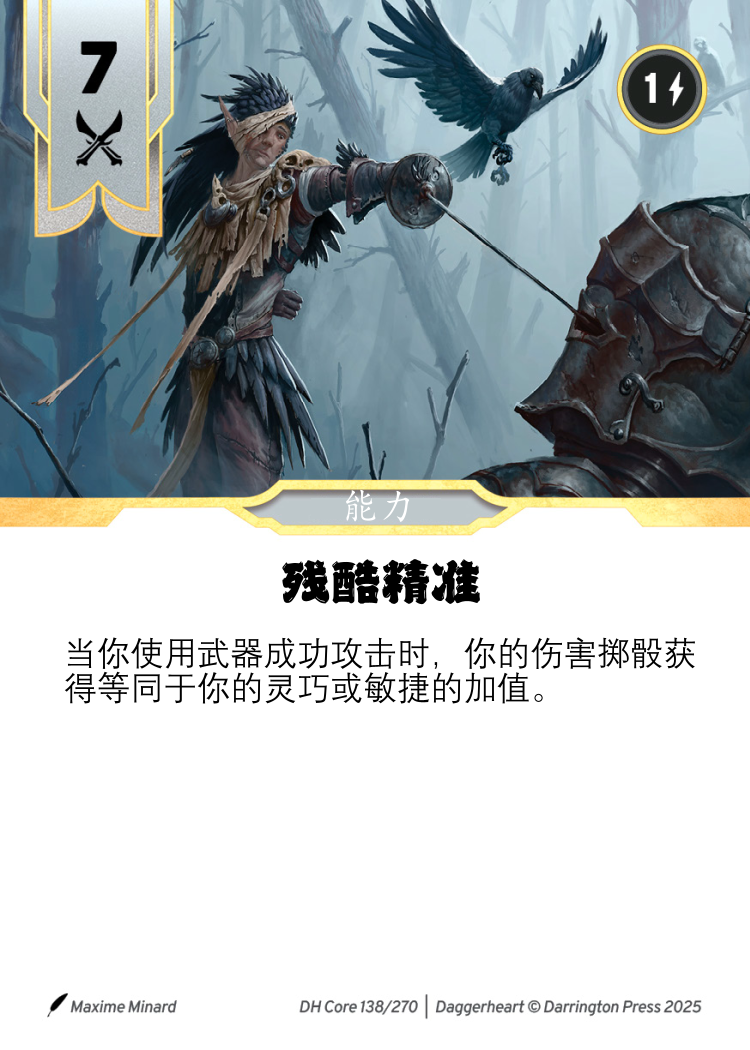 7
1
能力
残酷精准
当你使用武器成功攻击时，你的伤害掷骰获
得等同于你的灵巧或敏捷的加值。
Maxime Minard
DH Core 138/270 | Daggerheart © Darrington Press 2025